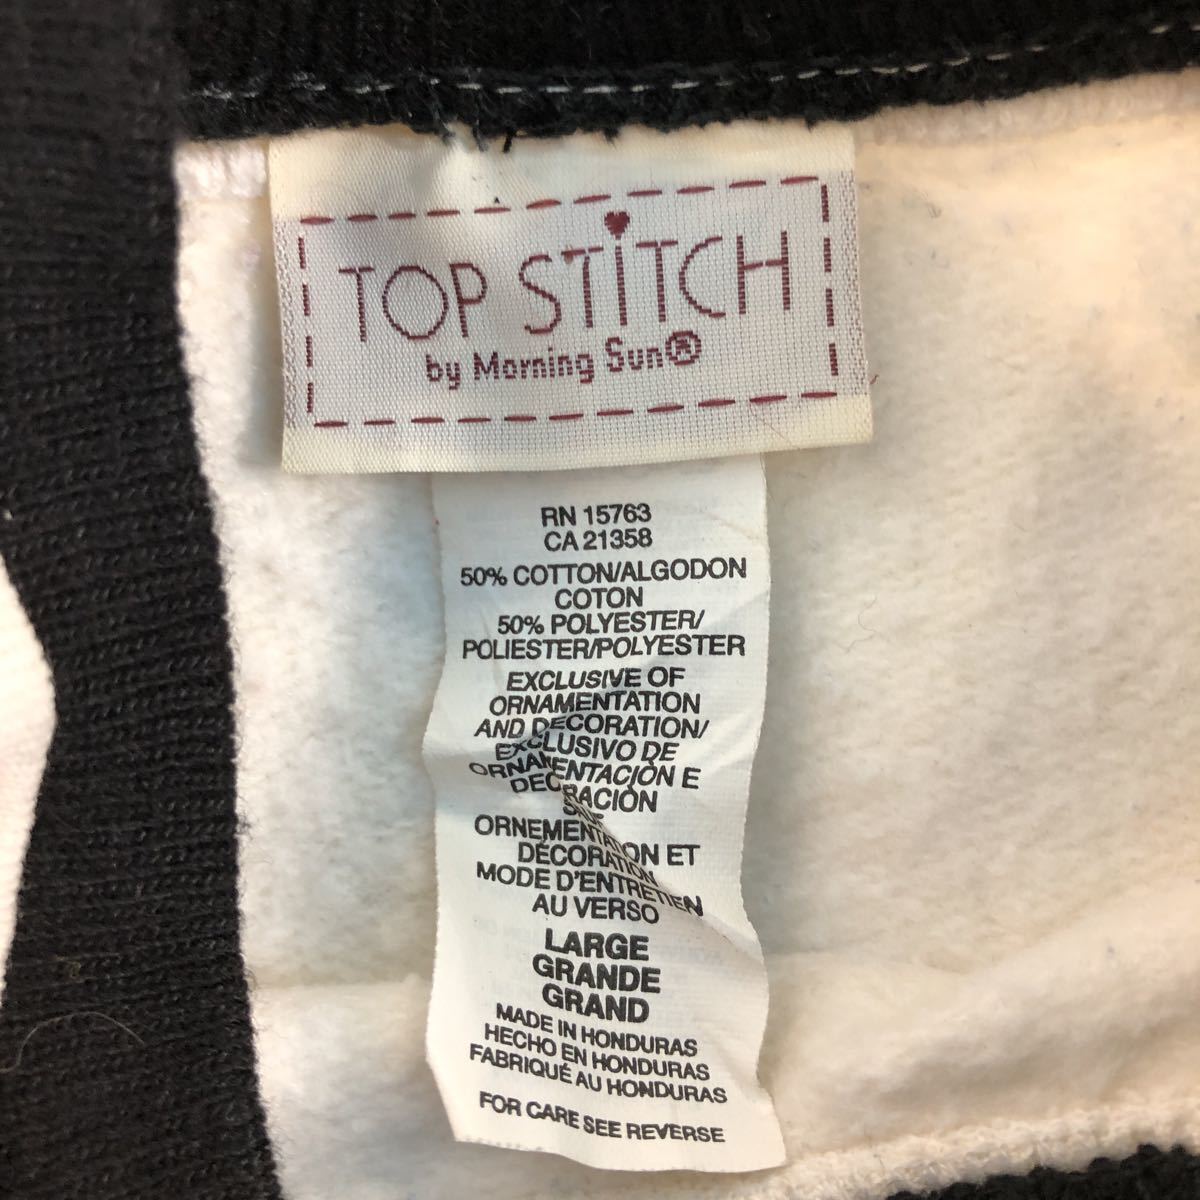 TOP STiTCH
by Morning Sun®
RN 15763
CA 21358
50% COTTON/ALGODON
COTON
50% POLYESTER/
POLIESTER/POLYESTER
EXCLUSIVE OF
ORNAMENTATION
AND DECORATION/
EXCLUSIVO DE
ORNAMENTACIÓN E
DECORACIÓN
ORNEMENTATION ET
DÉCORATION
MODE D'ENTRETIEN
AU VERSO
LARGE
GRANDE
GRAND
MADE IN HONDURAS
HECHO EN HONDURAS
FABRIQUÉ AU HONDURAS
FOR CARE SEE REVERSE